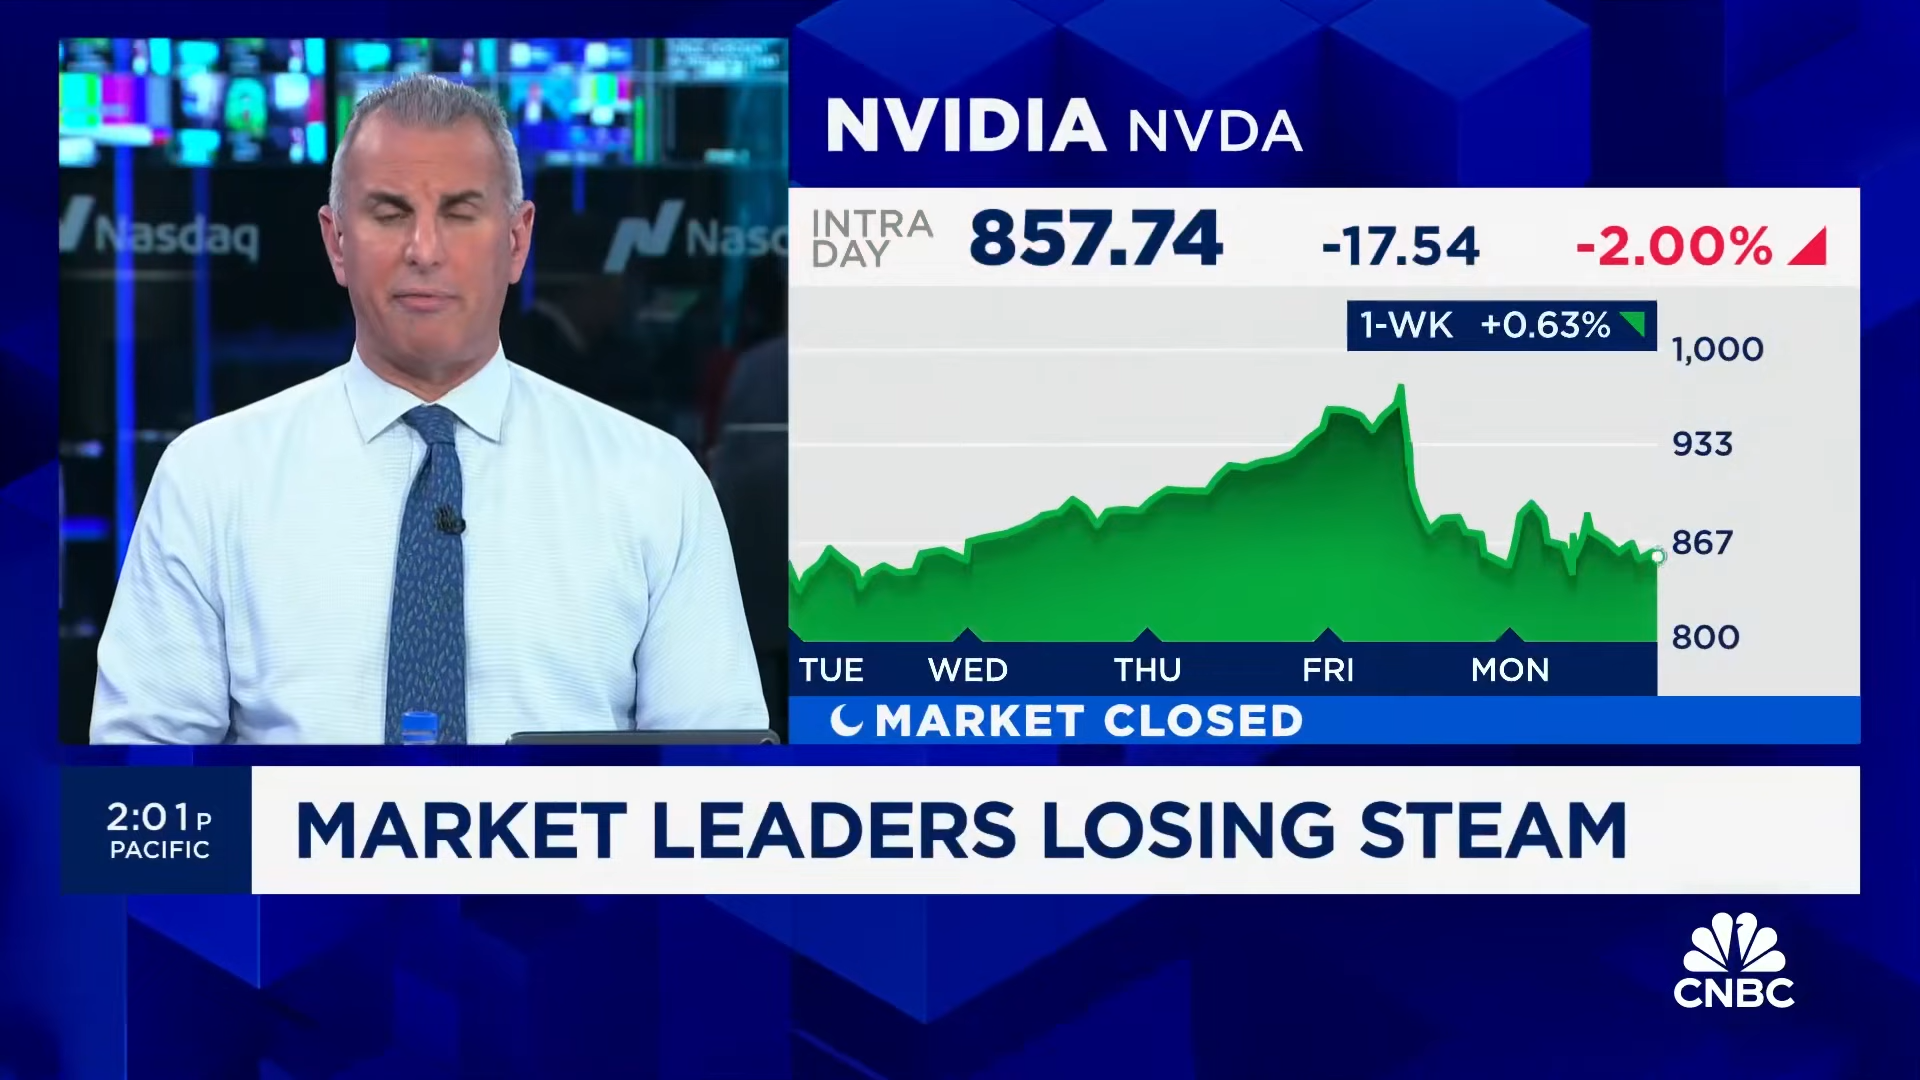 Nasdaq
Nasd
NVIDIA NVDA
INTRA DAY 857.74 -17.54 -2.00%
1-WK +0.63%
1,000
933
867
800
TUE WED THU FRI MON
MARKET CLOSED
2:01P
PACIFIC
MARKET LEADERS LOSING STEAM
CNBC